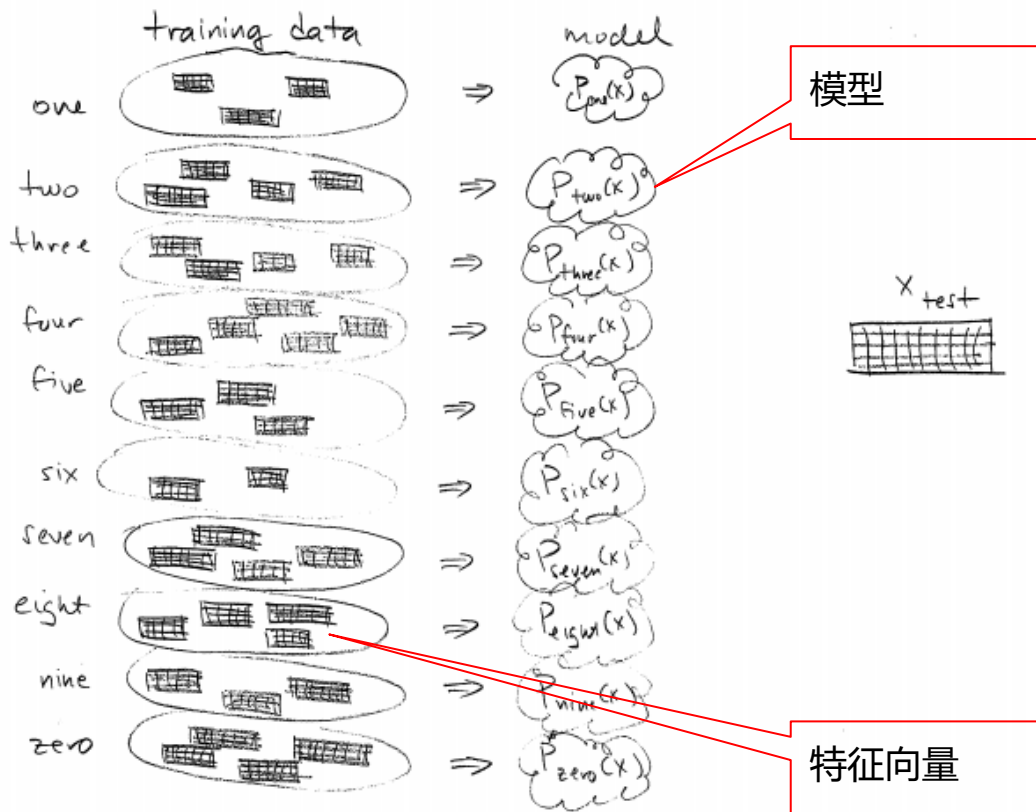 training data
model
one
P_one(x)
模型
two
P_two(x)
three
P_three(x)
X_test
four
P_four(x)
five
P_Five(x)
six
P_six(x)
seven
P_seven(x)
eight
P_eight(x)
nine
P_nine(x)
zero
P_zero(x)
特征向量